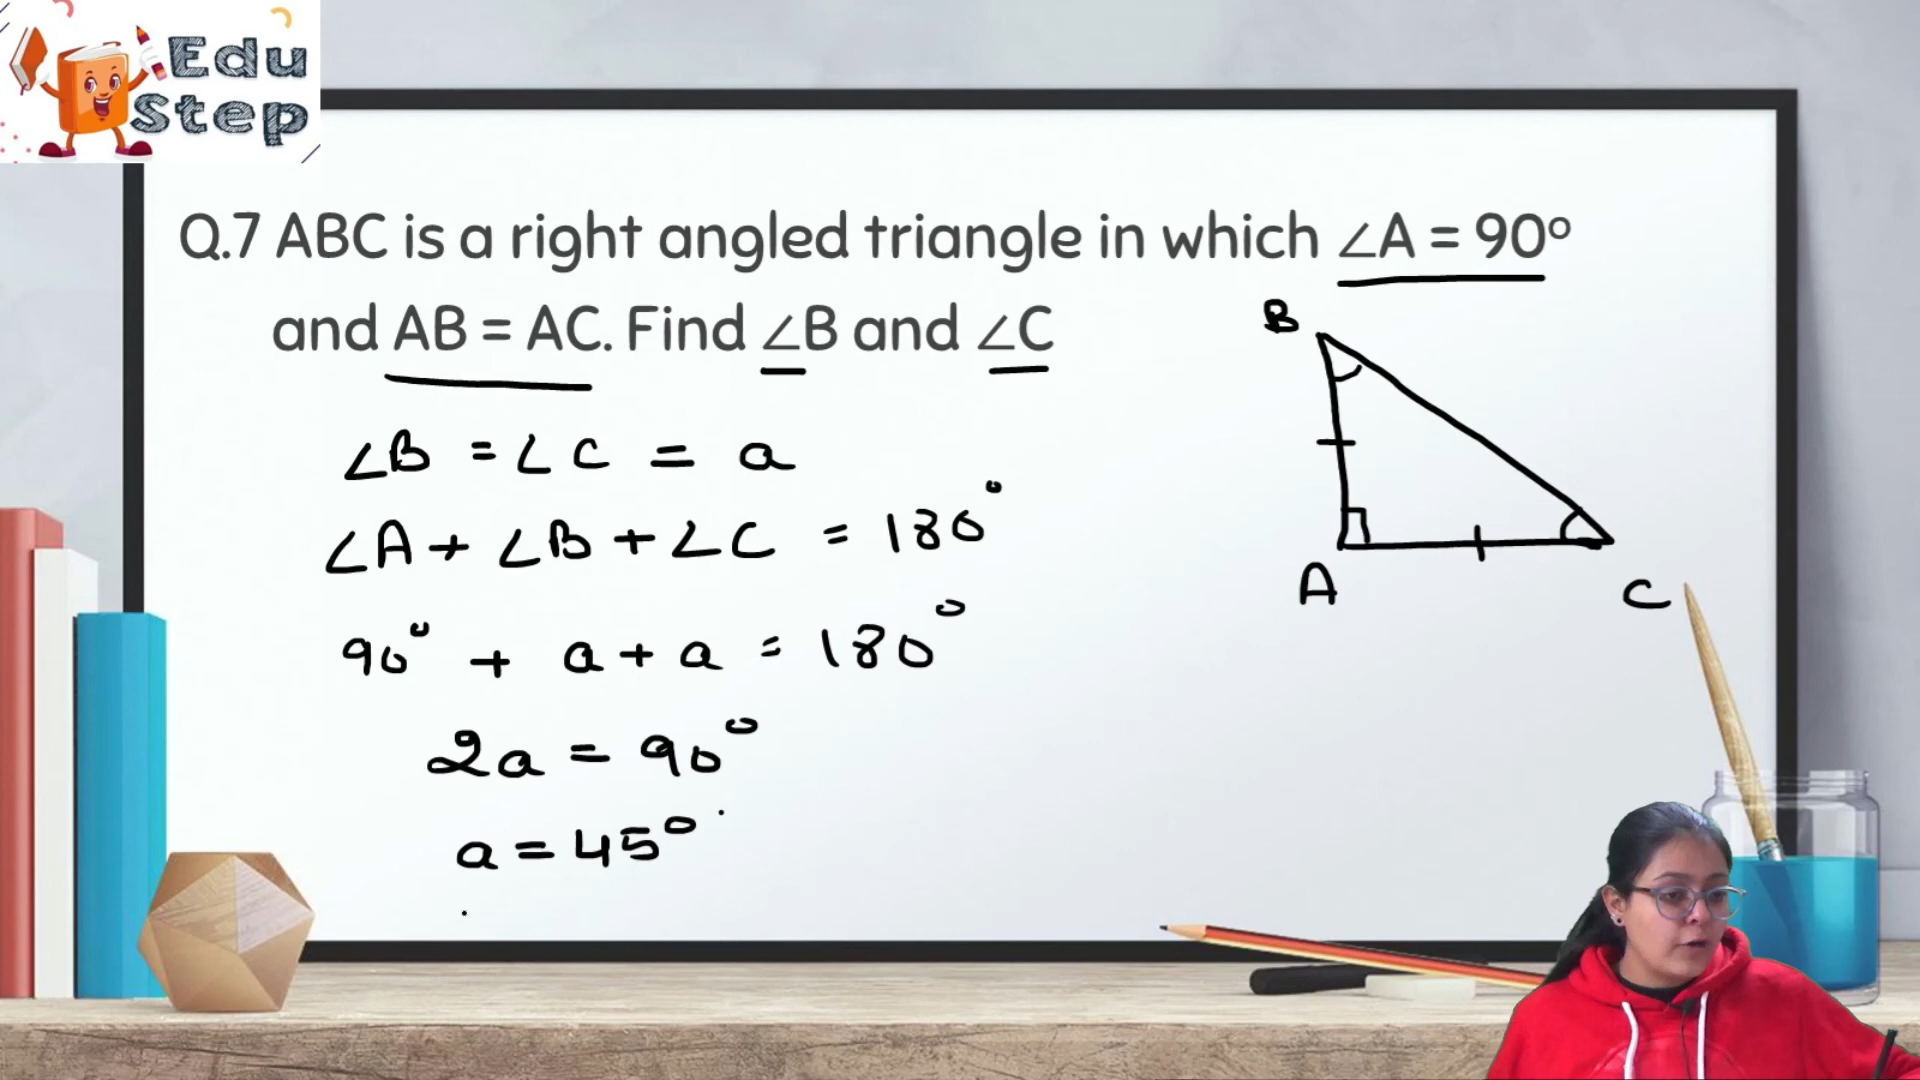 Edu
Step
Q.7 ABC is a right angled triangle in which ∠A = 90°
and AB = AC. Find ∠B and ∠C
∠B = ∠C = a
∠A + ∠B + ∠C = 180°
90° + a + a = 180°
2a = 90°
a = 45°
B
A
C